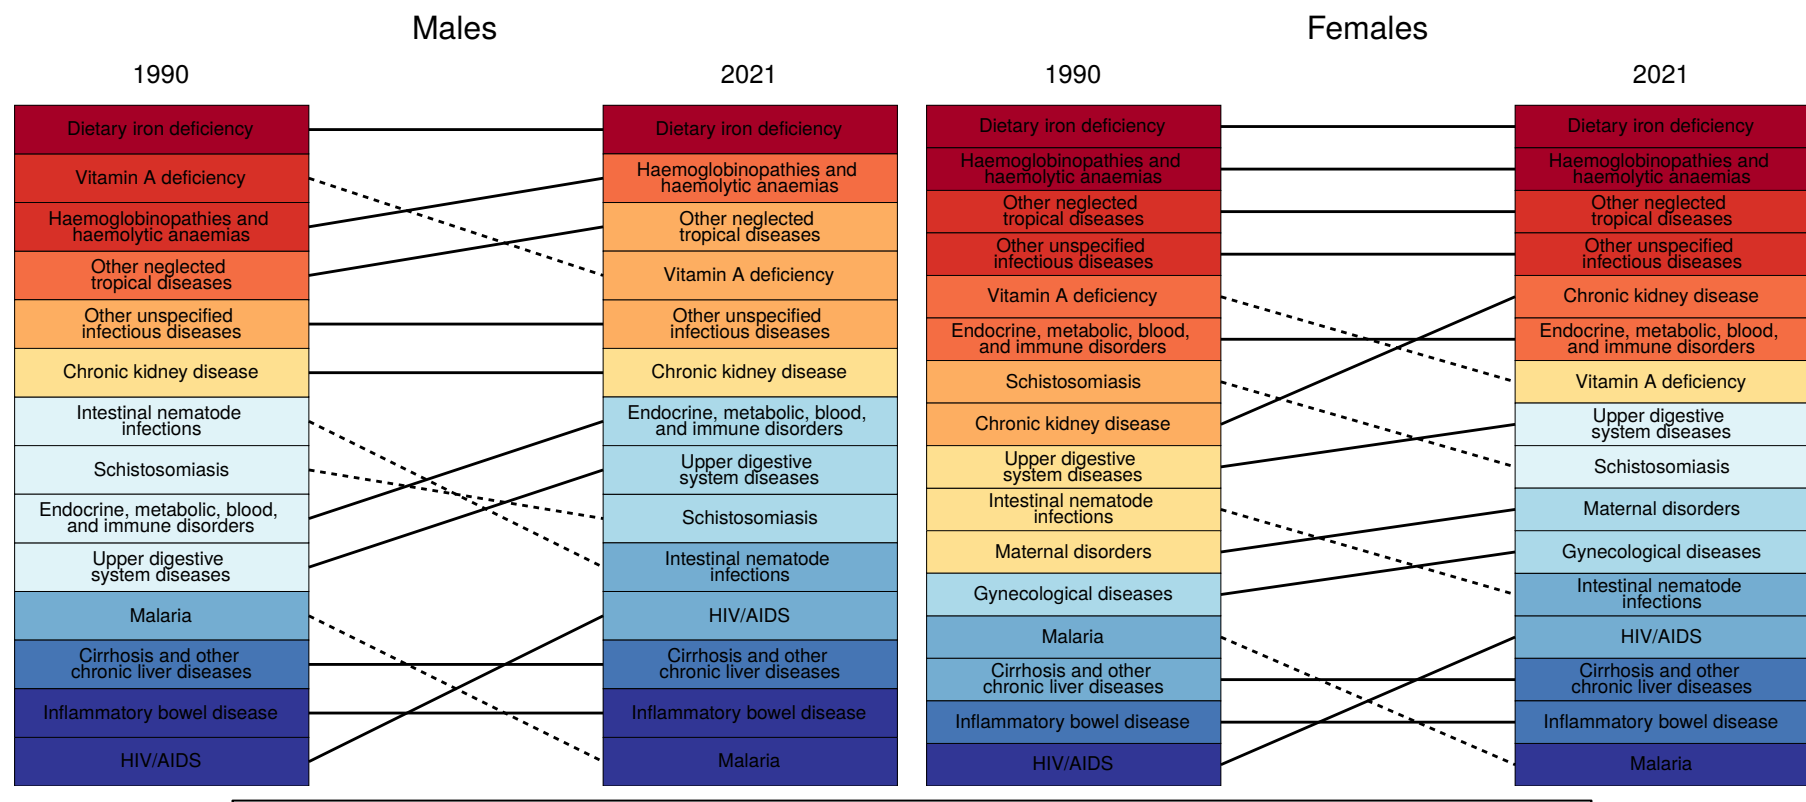 Males
1990
2021
Dietary iron deficiency
Vitamin A deficiency
Haemoglobinopathies and
haemolytic anaemias
Other neglected
tropical diseases
Other unspecified
infectious diseases
Chronic kidney disease
Intestinal nematode
infections
Schistosomiasis
Endocrine, metabolic, blood,
and immune disorders
Upper digestive
system diseases
Malaria
Cirrhosis and other
chronic liver diseases
Inflammatory bowel disease
HIV/AIDS
Dietary iron deficiency
Haemoglobinopathies and
haemolytic anaemias
Other neglected
tropical diseases
Vitamin A deficiency
Other unspecified
infectious diseases
Chronic kidney disease
Endocrine, metabolic, blood,
and immune disorders
Upper digestive
system diseases
Schistosomiasis
Intestinal nematode
infections
HIV/AIDS
Cirrhosis and other
chronic liver diseases
Inflammatory bowel disease
Malaria
Females
1990
2021
Dietary iron deficiency
Haemoglobinopathies and
haemolytic anaemias
Other neglected
tropical diseases
Other unspecified
infectious diseases
Vitamin A deficiency
Endocrine, metabolic, blood,
and immune disorders
Schistosomiasis
Chronic kidney disease
Upper digestive
system diseases
Intestinal nematode
infections
Maternal disorders
Gynecological diseases
Malaria
Cirrhosis and other
chronic liver diseases
Inflammatory bowel disease
HIV/AIDS
Dietary iron deficiency
Haemoglobinopathies and
haemolytic anaemias
Other neglected
tropical diseases
Other unspecified
infectious diseases
Chronic kidney disease
Endocrine, metabolic, blood,
and immune disorders
Vitamin A deficiency
Upper digestive
system diseases
Schistosomiasis
Maternal disorders
Gynecological diseases
Intestinal nematode
infections
HIV/AIDS
Cirrhosis and other
chronic liver diseases
Inflammatory bowel disease
Malaria